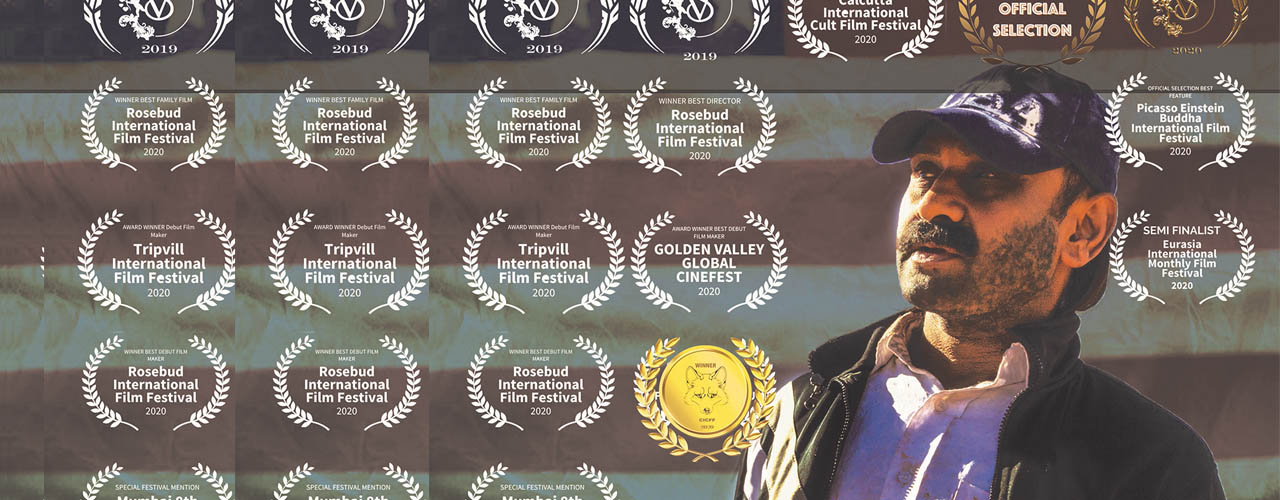 2019
2019
2019
2019
Calcutta
International
Cult Film Festival
2020
OFFICIAL
SELECTION
2020
WINNER BEST FAMILY FILM
Rosebud
International
Film Festival
2020
WINNER BEST FAMILY FILM
Rosebud
International
Film Festival
2020
WINNER BEST FAMILY FILM
Rosebud
International
Film Festival
2020
WINNER BEST DIRECTOR
Rosebud
International
Film Festival
2020
OFFICIAL SELECTION BEST
FEATURE
Picasso Einstein
Buddha
International Film
Festival
2020
AWARD WINNER Debut Film
Maker
Tripvill
International
Film Festival
2020
AWARD WINNER Debut Film
Maker
Tripvill
International
Film Festival
2020
AWARD WINNER Debut Film
Maker
Tripvill
International
Film Festival
2020
AWARD WINNER BEST DEBUT
FILM MAKER
GOLDEN VALLEY
GLOBAL
CINEFEST
2020
SEMI FINALIST
Eurasia
International
Monthly Film
Festival
2020
WINNER BEST DEBUT FILM
MAKER
Rosebud
International
Film Festival
2020
WINNER BEST DEBUT FILM
MAKER
Rosebud
International
Film Festival
2020
WINNER BEST DEBUT FILM
MAKER
Rosebud
International
Film Festival
2020
WINNER
SPECIAL FESTIVAL MENTION
Mumbai 8th
SPECIAL FESTIVAL MENTION
Mumbai 8th
SPECIAL FESTIVAL MENTION
Mumbai 8th